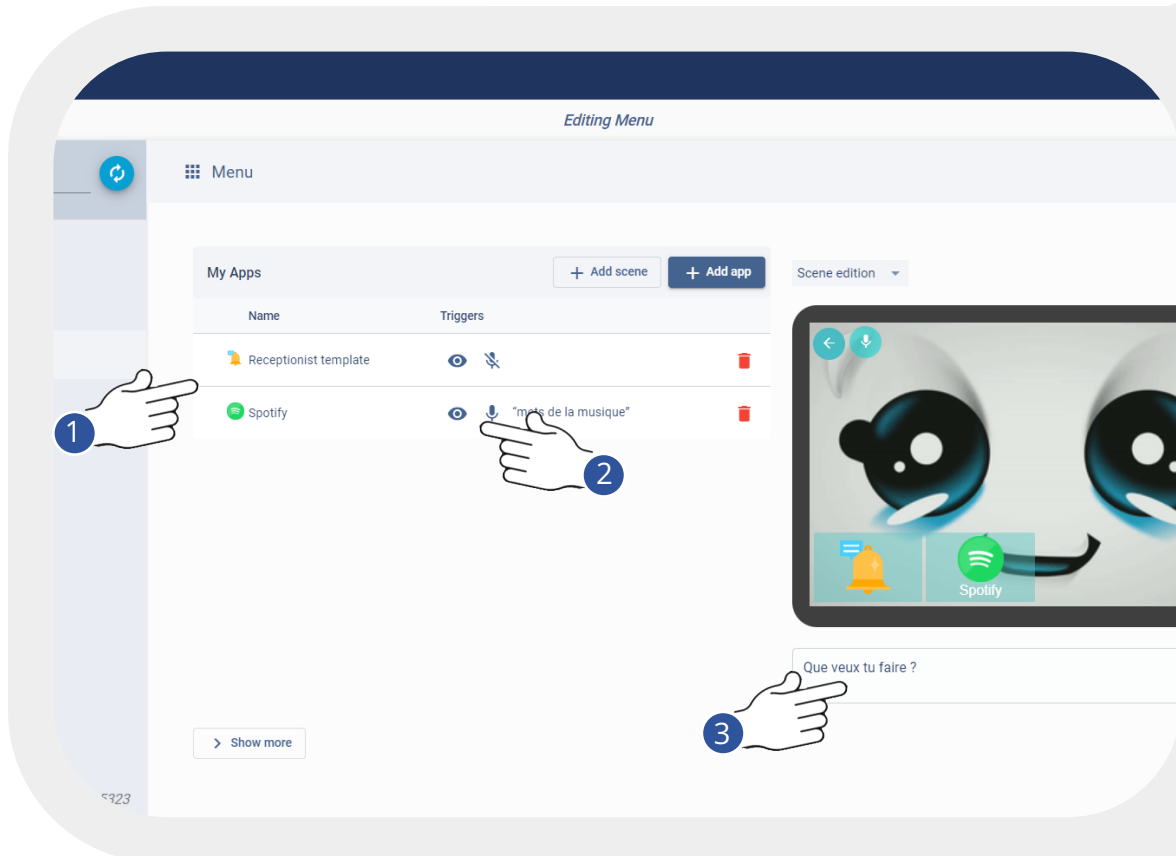 Editing Menu
Menu
My Apps
Add scene
Add app
Scene edition
Name
Triggers
Receptionist template
Spotify
"mets de la musique"
1
2
Spotify
Que veux tu faire ?
3
Show more
5323